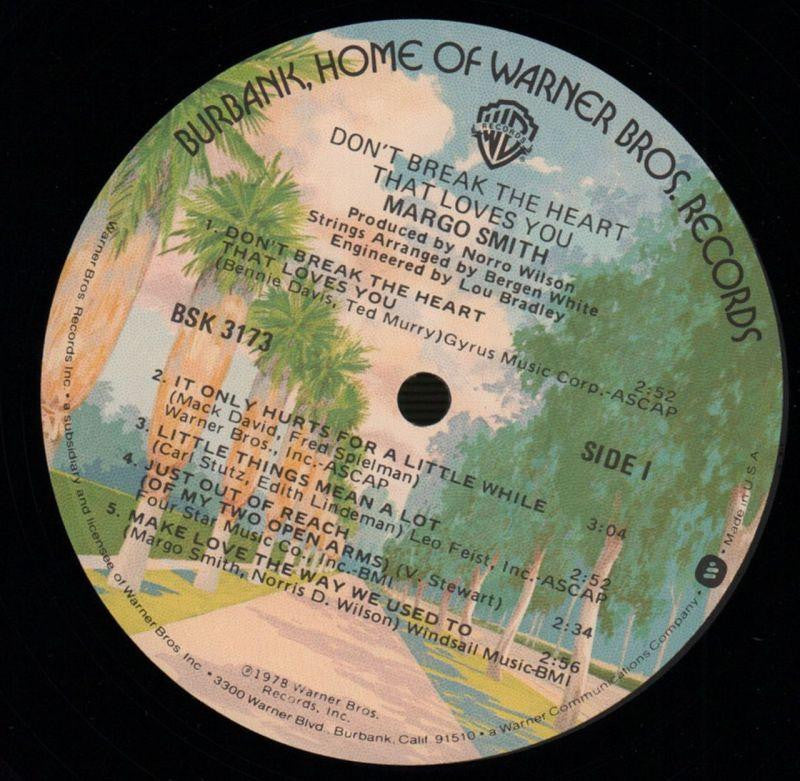 BURBANK, HOME OF WARNER BROS. RECORDS
WB
RECORDS
DON'T BREAK THE HEART
THAT LOVES YOU
MARGO SMITH
Produced by Norro Wilson
Strings Arranged by Bergen White
Engineered by Lou Bradley
1. DON'T BREAK THE HEART
THAT LOVES YOU
(Bennie Davis, Ted Murry) Gyrus Music Corp.-ASCAP 2:52
BSK 3173
SIDE 1
2. IT ONLY HURTS FOR A LITTLE WHILE
(Mack David, Fred Spielman)
Warner Bros., Inc.-ASCAP 3:04
3. LITTLE THINGS MEAN A LOT
(Carl Stutz, Edith Lindeman) Leo Feist, Inc.-ASCAP 2:52
4. JUST OUT OF REACH
(OF MY TWO OPEN ARMS) (V. Stewart)
Four Star Music Co., Inc.-BMI 2:34
5. MAKE LOVE THE WAY WE USED TO
(Margo Smith, Norris D. Wilson) Windsail Music-BMI 2:56
℗1978 Warner Bros.
Records, Inc.
Warner Bros. Records Inc. • a subsidiary and licensee of Warner Bros. Inc. • 3300 Warner Blvd., Burbank, Calif. 91510 • a Warner Communications Company • Made in U.S.A.